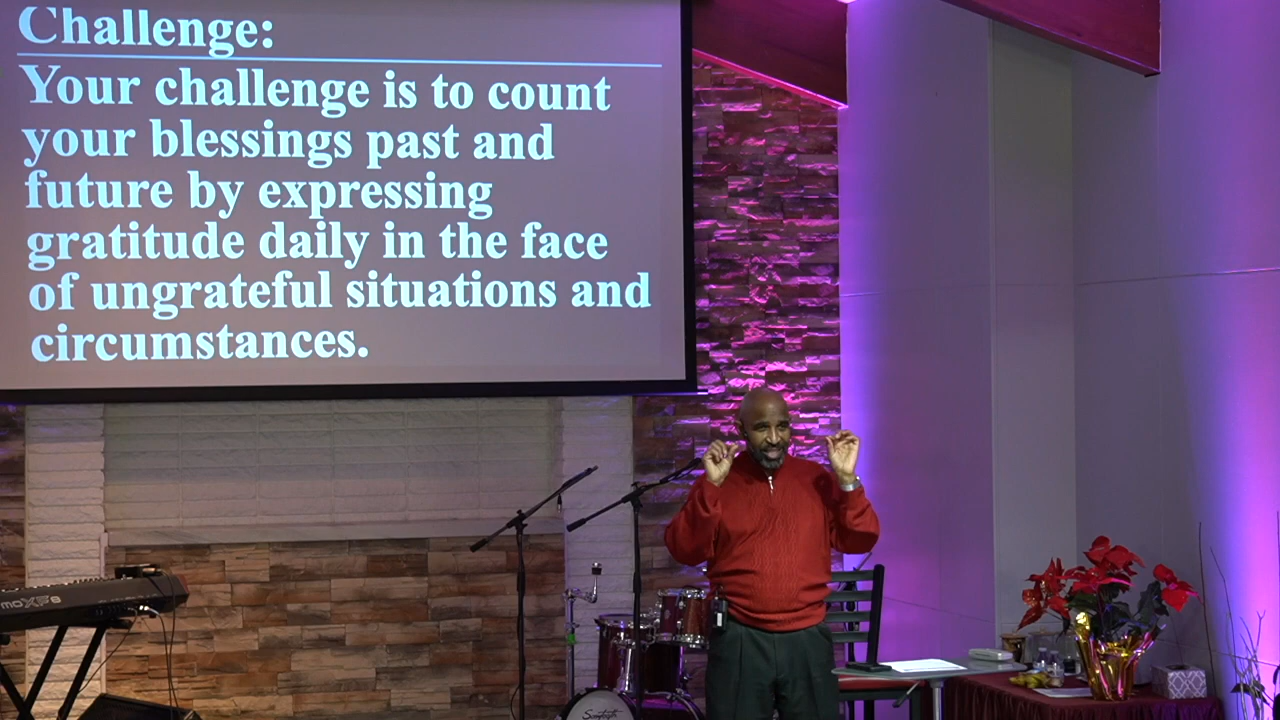 Challenge:
Your challenge is to count
your blessings past and
future by expressing
gratitude daily in the face
of ungrateful situations and
circumstances.
MOXF8